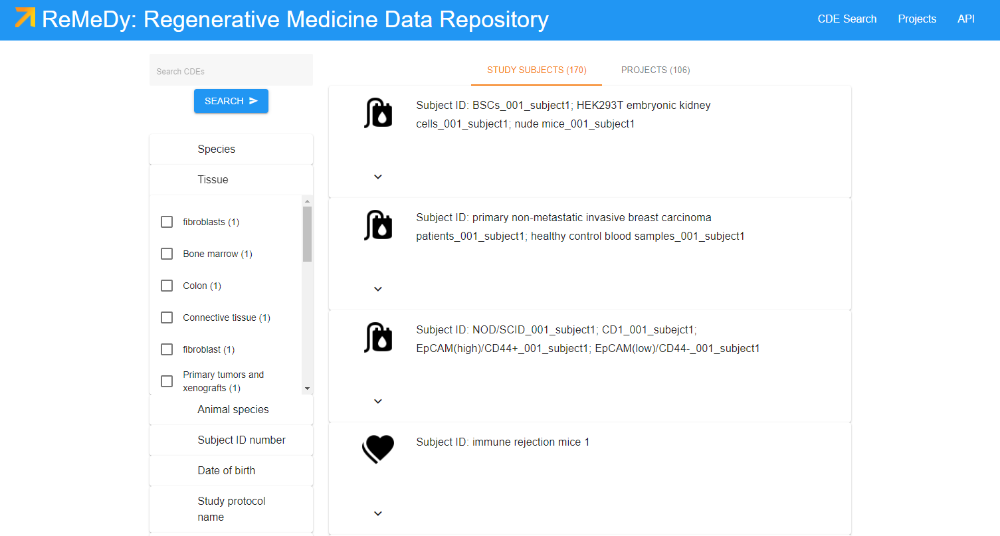 ReMeDy: Regenerative Medicine Data Repository
CDE Search
Projects
API
Search CDEs
SEARCH
Species
Tissue
fibroblasts (1)
Bone marrow (1)
Colon (1)
Connective tissue (1)
fibroblast (1)
Primary tumors and
xenografts (1)
Animal species
Subject ID number
Date of birth
Study protocol
name
STUDY SUBJECTS (170)
PROJECTS (106)
Subject ID: BSCs_001_subject1; HEK293T embryonic kidney
cells_001_subject1; nude mice_001_subject1
Subject ID: primary non-metastatic invasive breast carcinoma
patients_001_subject1; healthy control blood samples_001_subject1
Subject ID: NOD/SCID_001_subject1; CD1_001_subejct1;
EpCAM(high)/CD44+_001_subject1; EpCAM(low)/CD44-_001_subject1
Subject ID: immune rejection mice 1